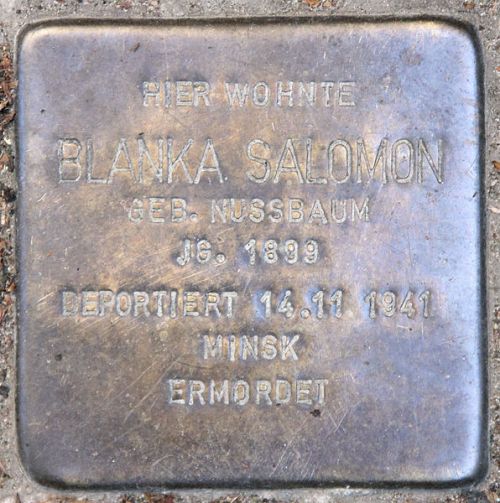 HIER WOHNTE
BLANKA SALOMON
GEB. NUSSBAUM
JG. 1899
DEPORTIERT 14.11.1941
MINSK
ERMORDET